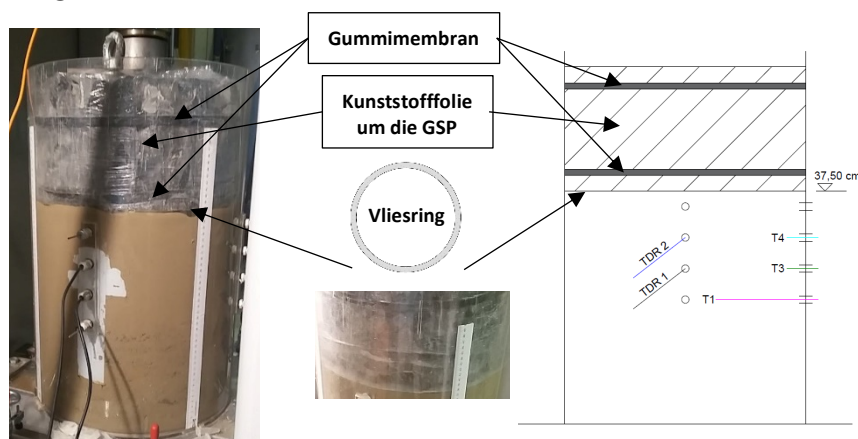 Gummimembran
Kunststofffolie
um die GSP
Vliesring
37,50 cm
TDR 2
T4
TDR 1
T3
T1